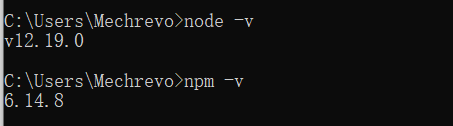 C:\Users\Mechrevo>node -v
v12.19.0
C:\Users\Mechrevo>npm -v
6.14.8